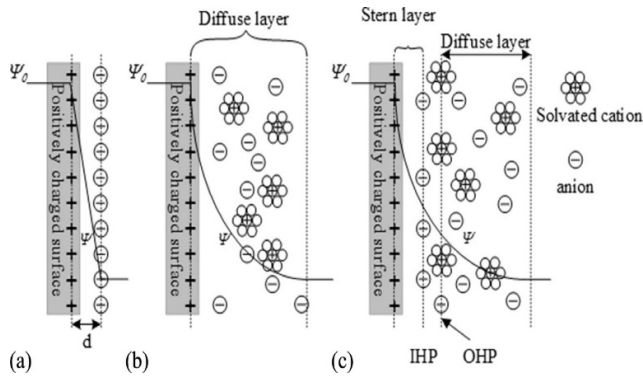 Diffuse layer
Stern layer
Diffuse layer
Ψ0
Ψ0
Ψ0
Positively charged surface
Positively charged surface
Positively charged surface
Solvated cation
anion
Ψ
Ψ
Ψ
d
(a)
(b)
(c)
IHP
OHP